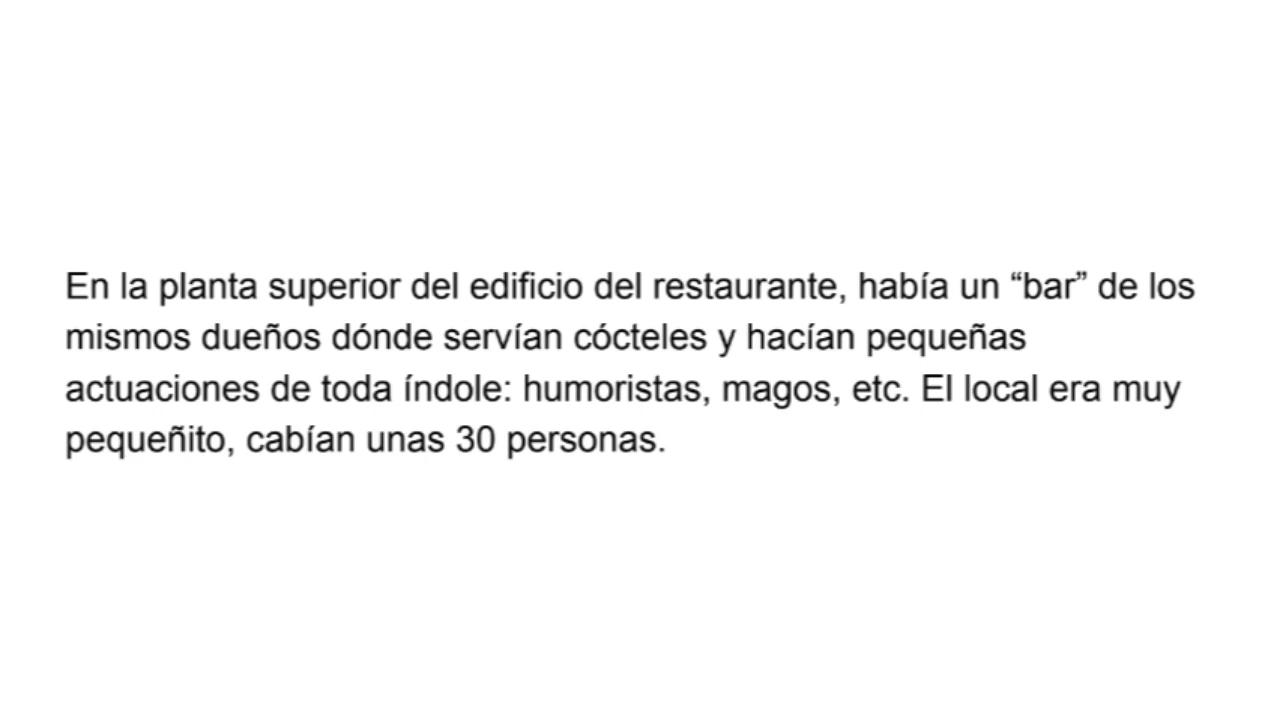 En la planta superior del edificio del restaurante, había un “bar” de los
mismos dueños dónde servían cócteles y hacían pequeñas
actuaciones de toda índole: humoristas, magos, etc. El local era muy
pequeñito, cabían unas 30 personas.